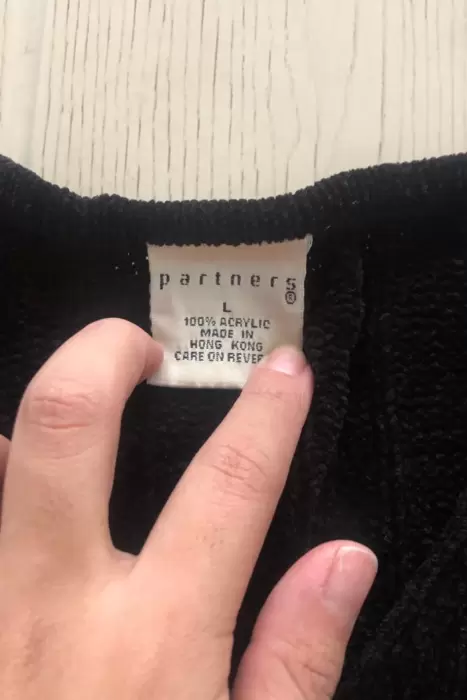 partners
®
L
100% ACRYLIC
MADE IN
HONG KONG
CARE ON